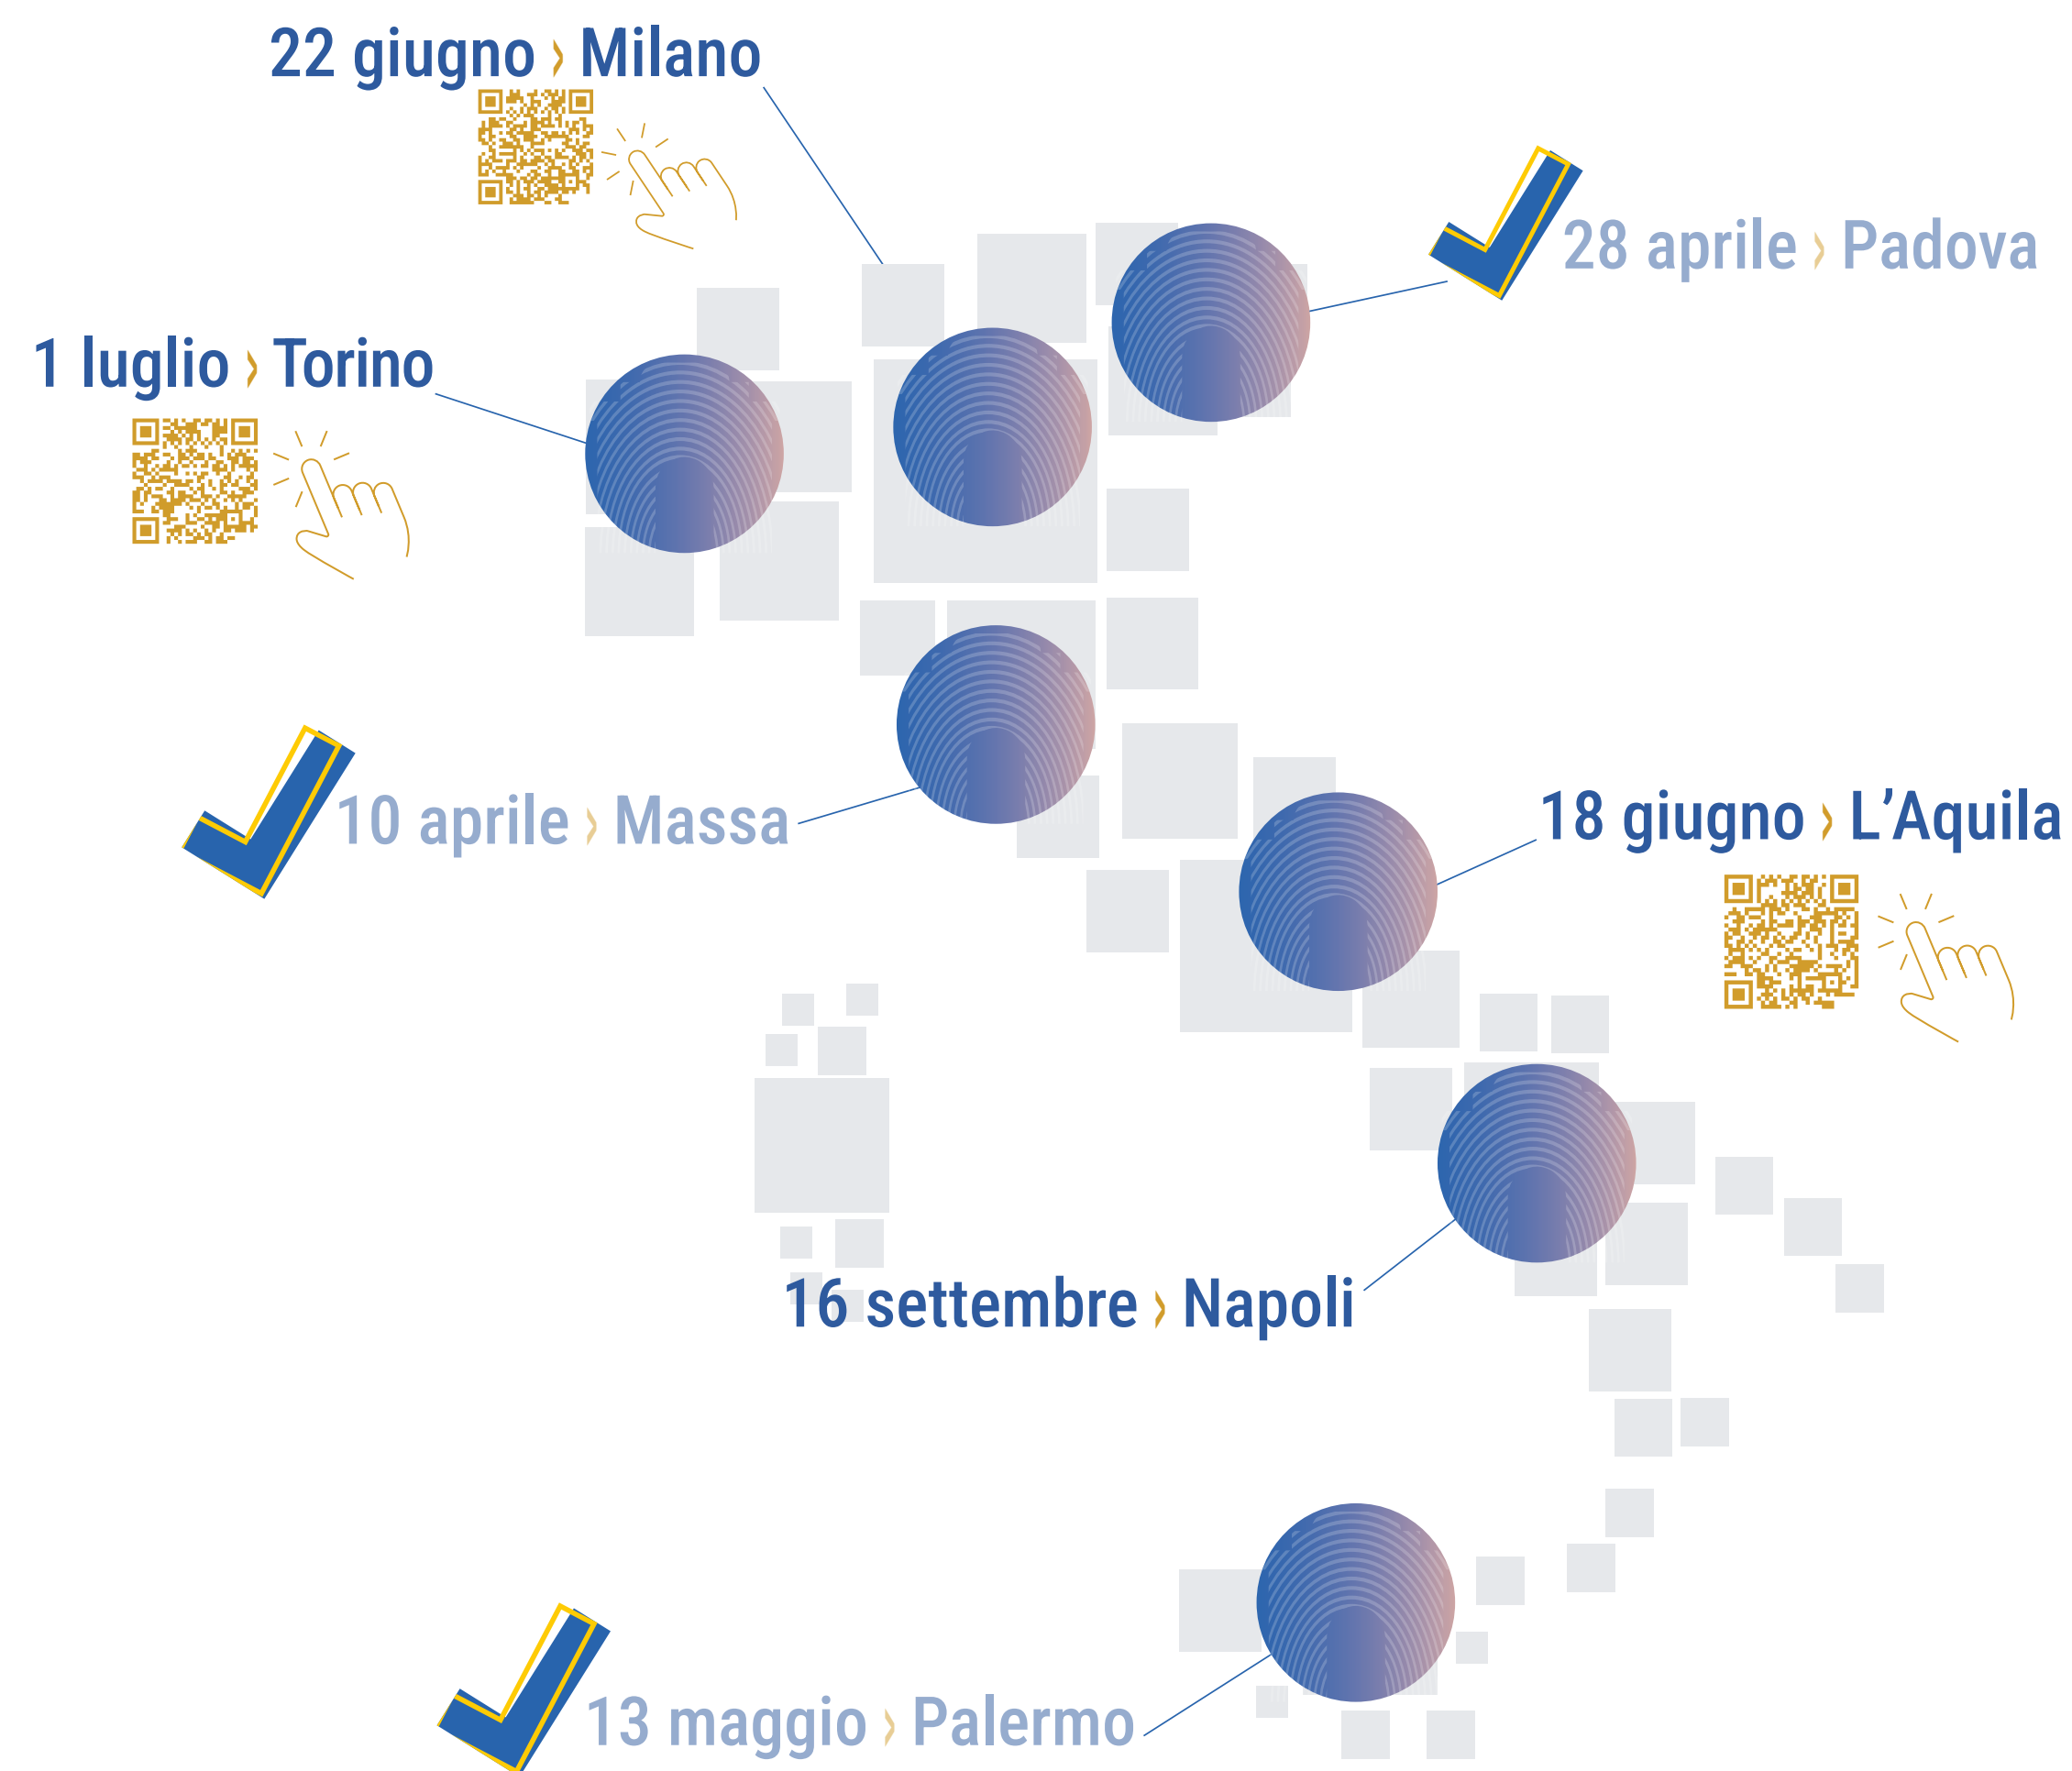 22 giugno › Milano
28 aprile › Padova
1 luglio › Torino
10 aprile › Massa
18 giugno › L’Aquila
16 settembre › Napoli
13 maggio › Palermo